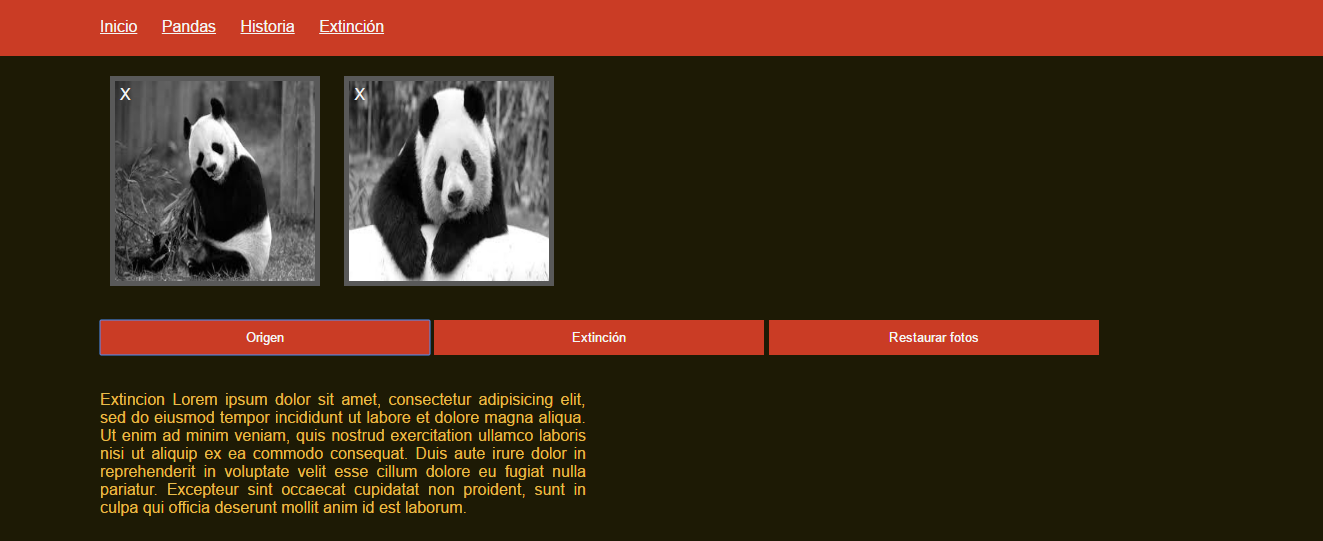 Inicio Pandas Historia Extinción
X X
Origen Extinción Restaurar fotos
Extincion Lorem ipsum dolor sit amet, consectetur adipisicing elit,
sed do eiusmod tempor incididunt ut labore et dolore magna aliqua.
Ut enim ad minim veniam, quis nostrud exercitation ullamco laboris
nisi ut aliquip ex ea commodo consequat. Duis aute irure dolor in
reprehenderit in voluptate velit esse cillum dolore eu fugiat nulla
pariatur. Excepteur sint occaecat cupidatat non proident, sunt in
culpa qui officia deserunt mollit anim id est laborum.